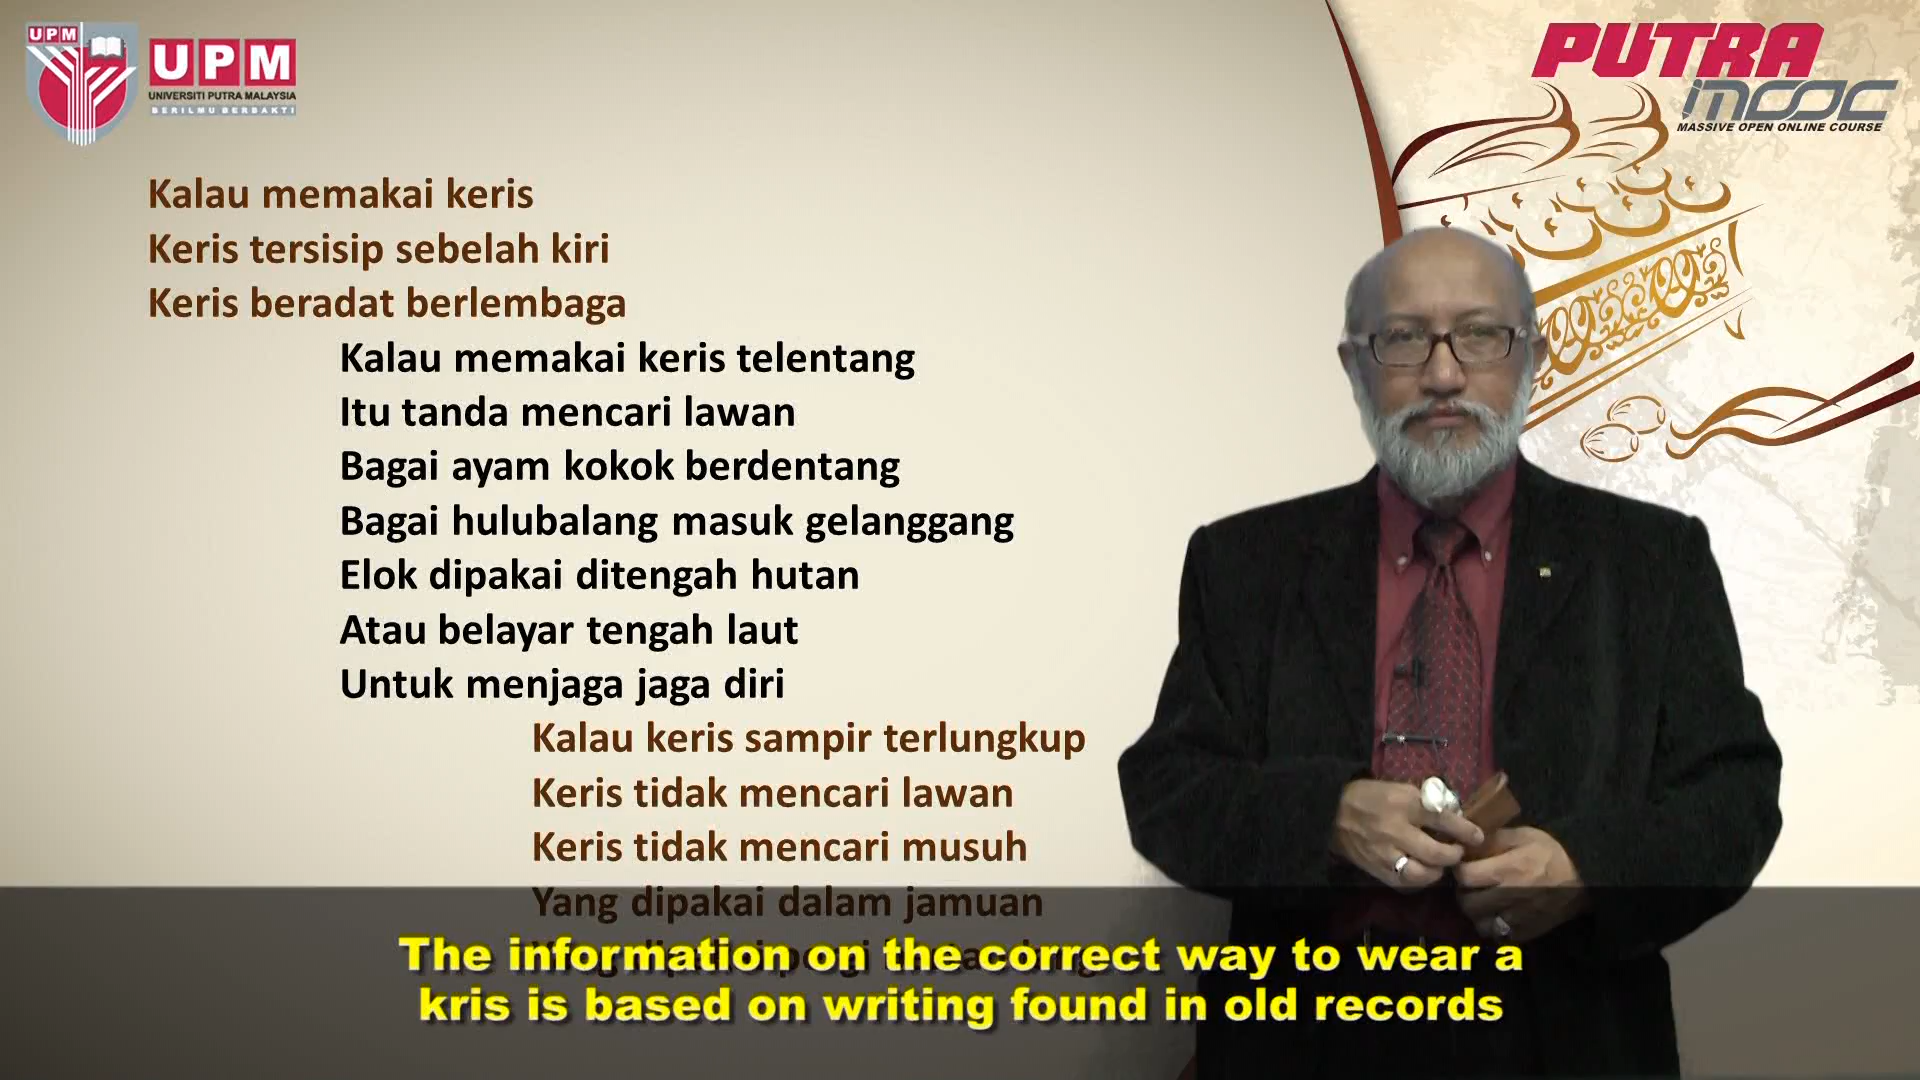 UPM
UPM
UNIVERSITI PUTRA MALAYSIA
BERILMU BERBAKTI
PUTRA
mooc
MASSIVE OPEN ONLINE COURSE
Kalau memakai keris
Keris tersisip sebelah kiri
Keris beradat berlembaga
Kalau memakai keris telentang
Itu tanda mencari lawan
Bagai ayam kokok berdentang
Bagai hulubalang masuk gelanggang
Elok dipakai ditengah hutan
Atau belayar tengah laut
Untuk menjaga jaga diri
Kalau keris sampir terlungkup
Keris tidak mencari lawan
Keris tidak mencari musuh
Yang dipakai dalam jamuan
The information on the correct way to wear a
kris is based on writing found in old records